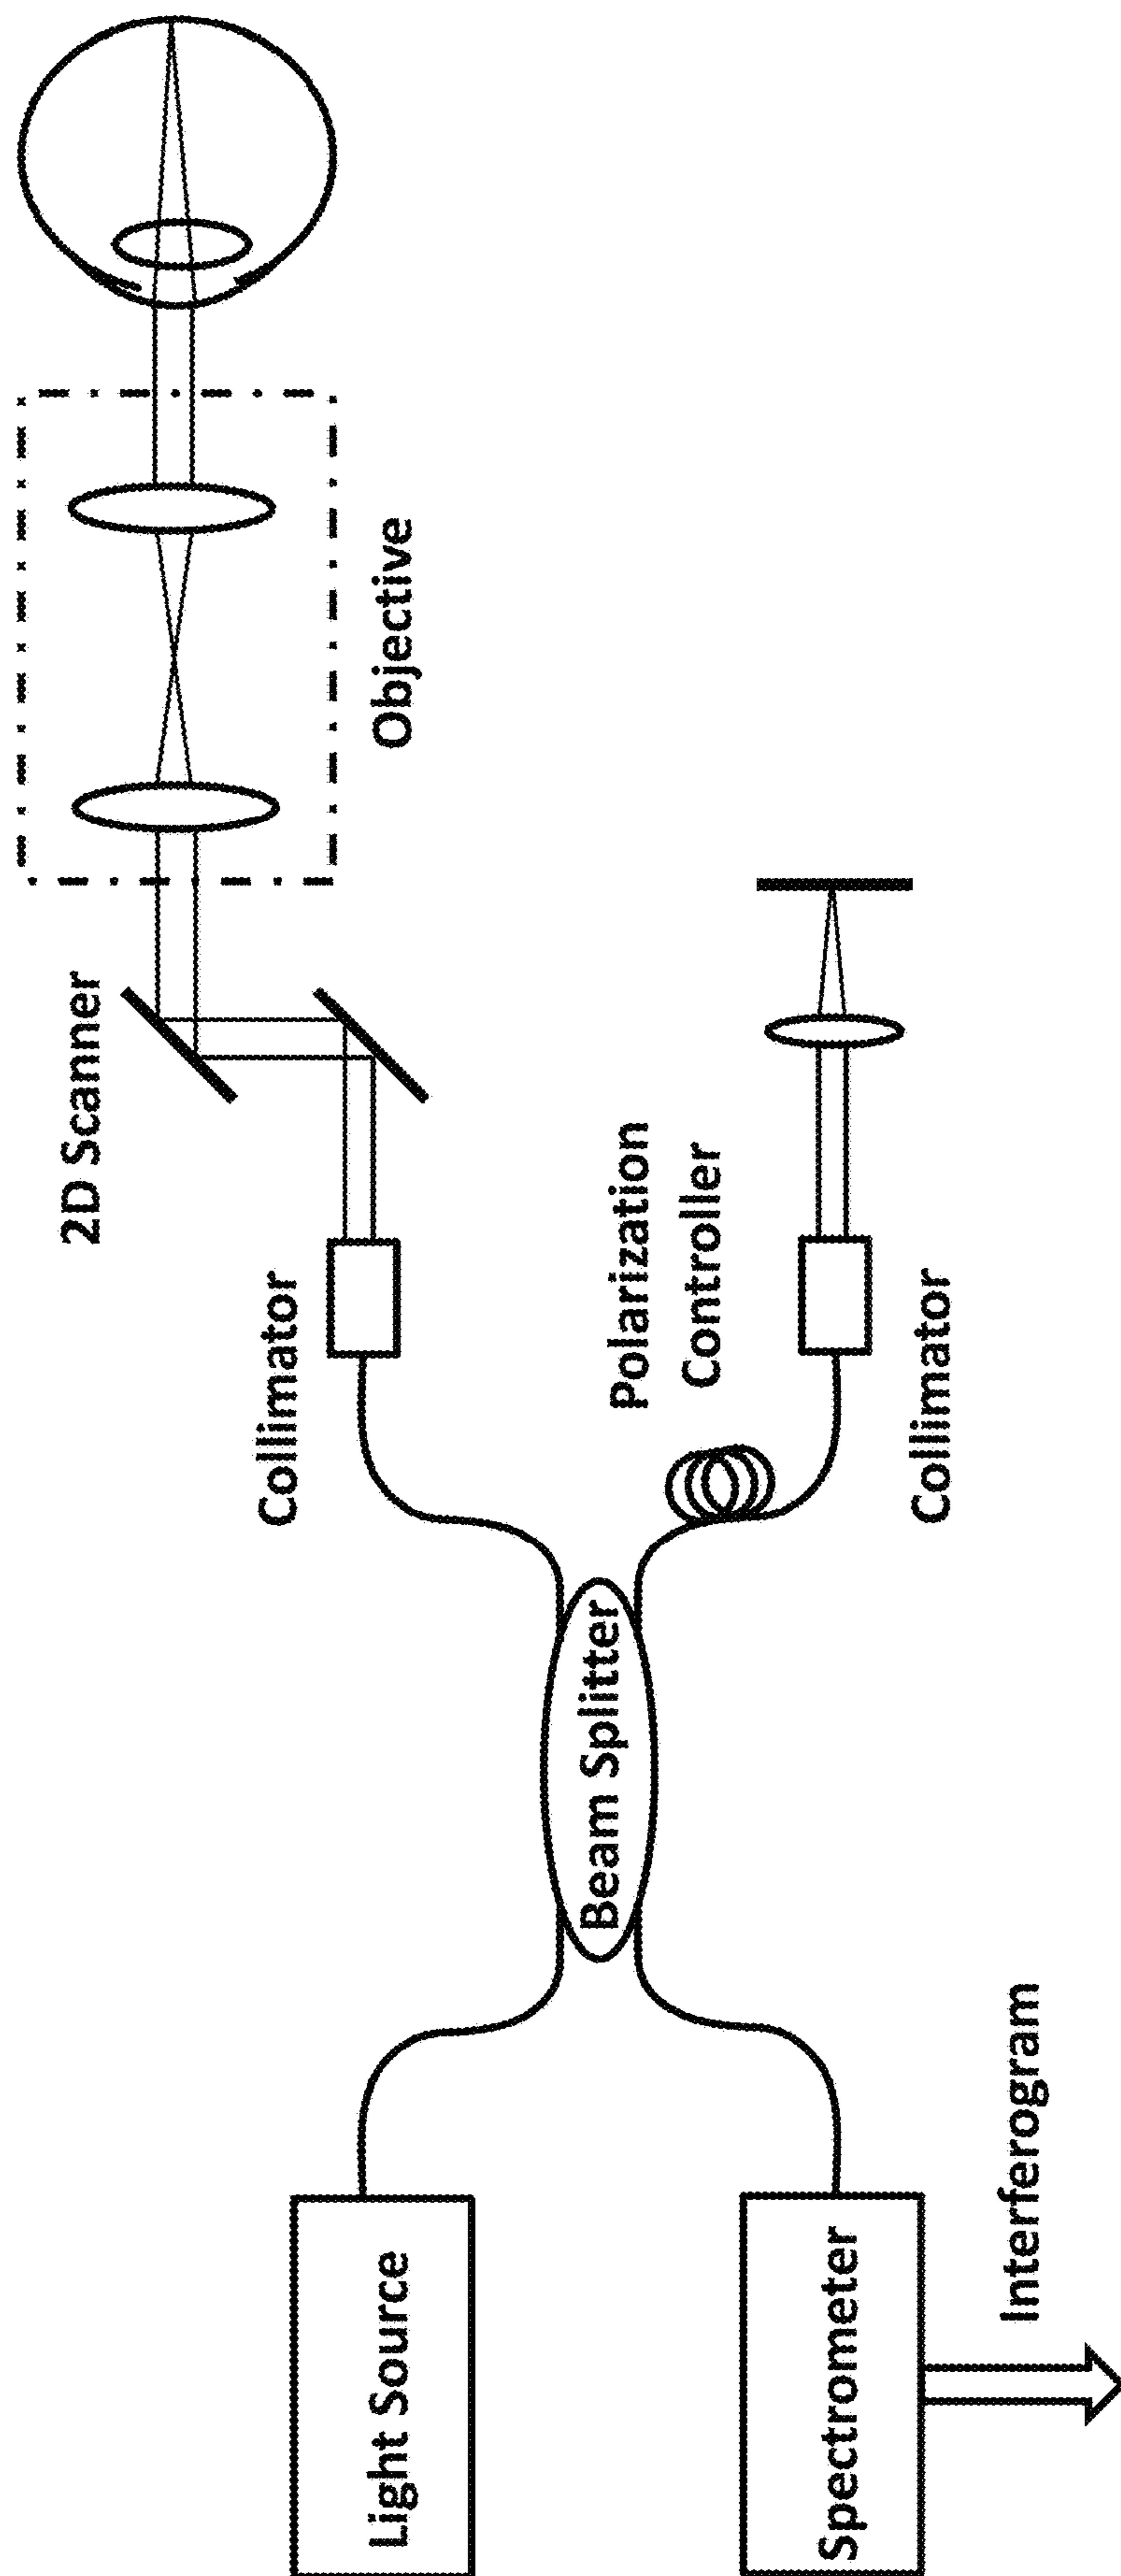 Light Source
Spectrometer
Interferogram
Beam Splitter
Collimator
Polarization
Controller
Collimator
2D Scanner
Objective